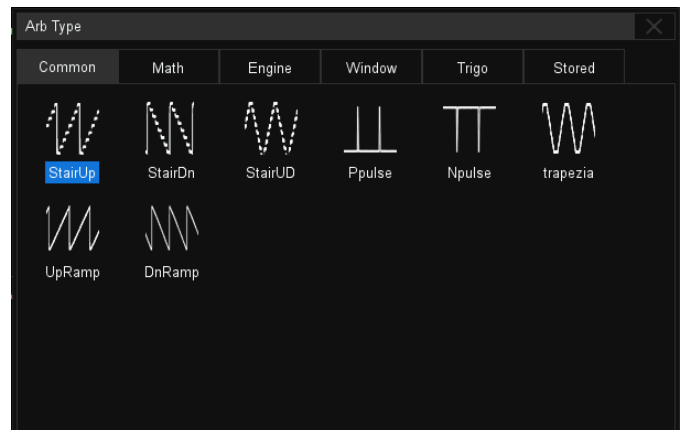 Arb Type
Common Math Engine Window Trigo Stored
StairUp StairDn StairUD Ppulse Npulse trapezia
UpRamp DnRamp